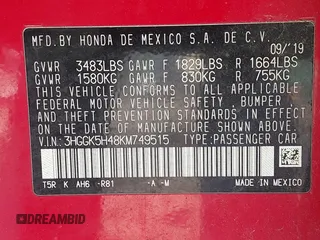 MFD.BY HONDA DE MEXICO S.A. DE C.V.
09/'19
GVWR 3483LBS GAWR F 1829LBS R 1664LBS
GVWR 1580KG GAWR F 830KG R 755KG
THIS VEHICLE CONFORMS TO ALL APPLICABLE
FEDERAL MOTOR VEHICLE SAFETY, BUMPER
AND THEFT PREVENTION STANDARDS IN EFFECT
ON THE DATE OF MANUFACTURE SHOWN ABOVE.
V.I.N: 3HGGK5H48KM749515 TYPE:PASSENGER CAR
T5R K AH6 -R81 -A -M
MADE IN MEXICO
DREAMBID